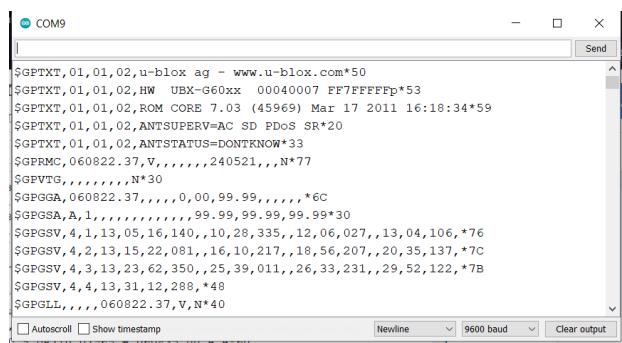 COM9
Send
$GPTXT,01,01,02,u-blox ag - www.u-blox.com*50
$GPTXT,01,01,02,HW UBX-G60xx 00040007 FF7FFFFFp*53
$GPTXT,01,01,02,ROM CORE 7.03 (45969) Mar 17 2011 16:18:34*59
$GPTXT,01,01,02,ANTSUPERV=AC SD PDoS SR*20
$GPTXT,01,01,02,ANTSTATUS=DONTKNOW*33
$GPRMC,060822.37,V,,,,,,,240521,,,N*77
$GPVTG,,,,,,,,,N*30
$GPGGA,060822.37,,,,,0,00,99.99,,,,,,*6C
$GPGSA,A,1,,,,,,,,,,,,,99.99,99.99,99.99*30
$GPGSV,4,1,13,05,16,140,,10,28,335,,12,06,027,,13,04,106,*76
$GPGSV,4,2,13,15,22,081,,16,10,217,,18,56,207,,20,35,137,*7C
$GPGSV,4,3,13,23,62,350,,25,39,011,,26,33,231,,29,52,122,*7B
$GPGSV,4,4,13,31,12,288,*48
$GPGLL,,,,,060822.37,V,N*40
Autoscroll Show timestamp Newline 9600 baud Clear output